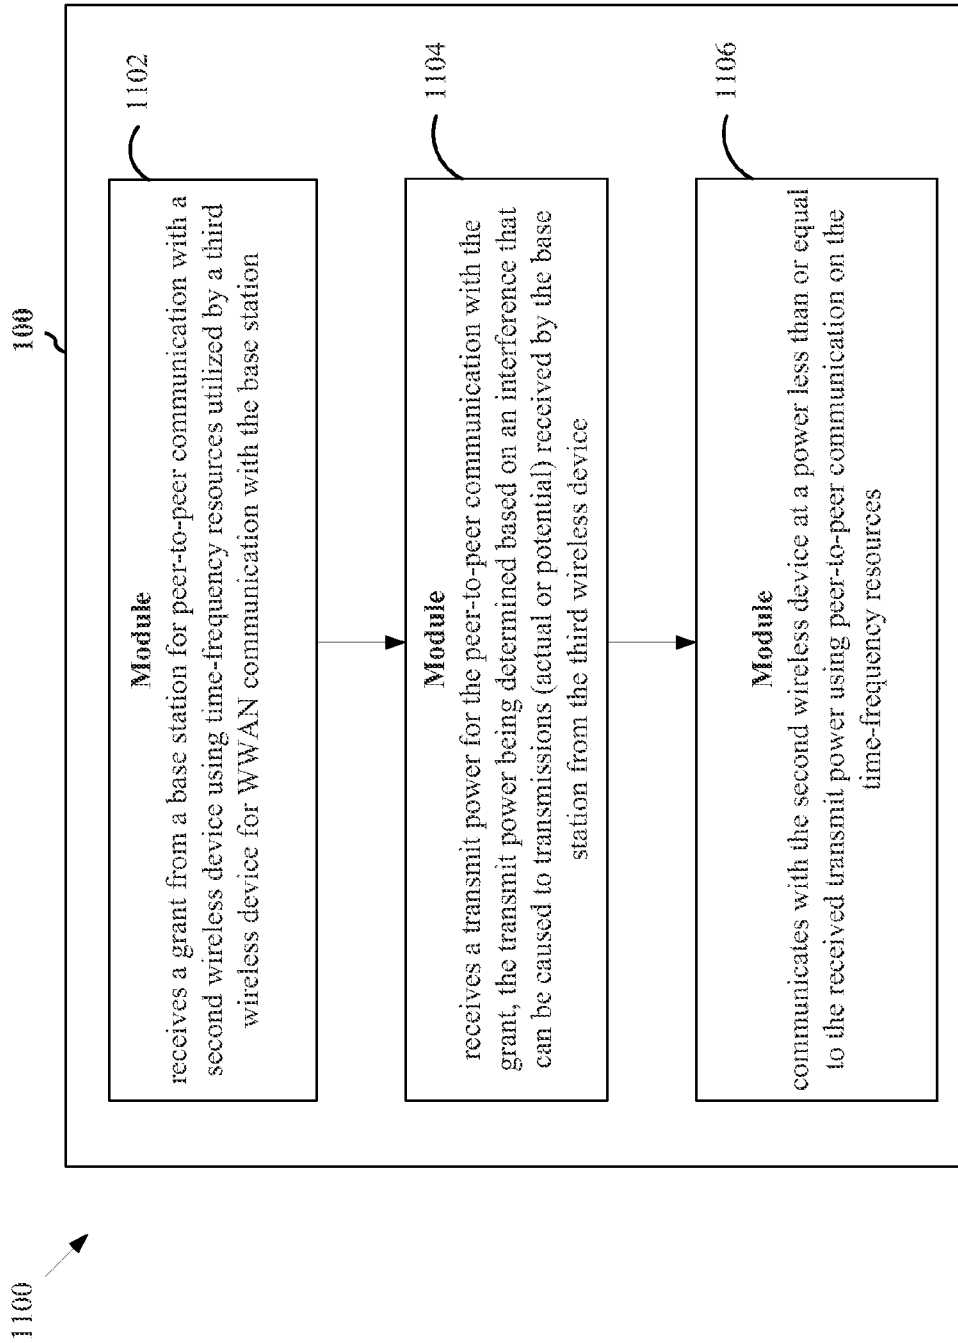 1100
100
1102
Module
receives a grant from a base station for peer-to-peer communication with a
second wireless device using time-frequency resources utilized by a third
wireless device for WWAN communication with the base station
1104
Module
receives a transmit power for the peer-to-peer communication with the
grant, the transmit power being determined based on an interference that
can be caused to transmissions (actual or potential) received by the base
station from the third wireless device
1106
Module
communicates with the second wireless device at a power less than or equal
to the received transmit power using peer-to-peer communication on the
time-frequency resources